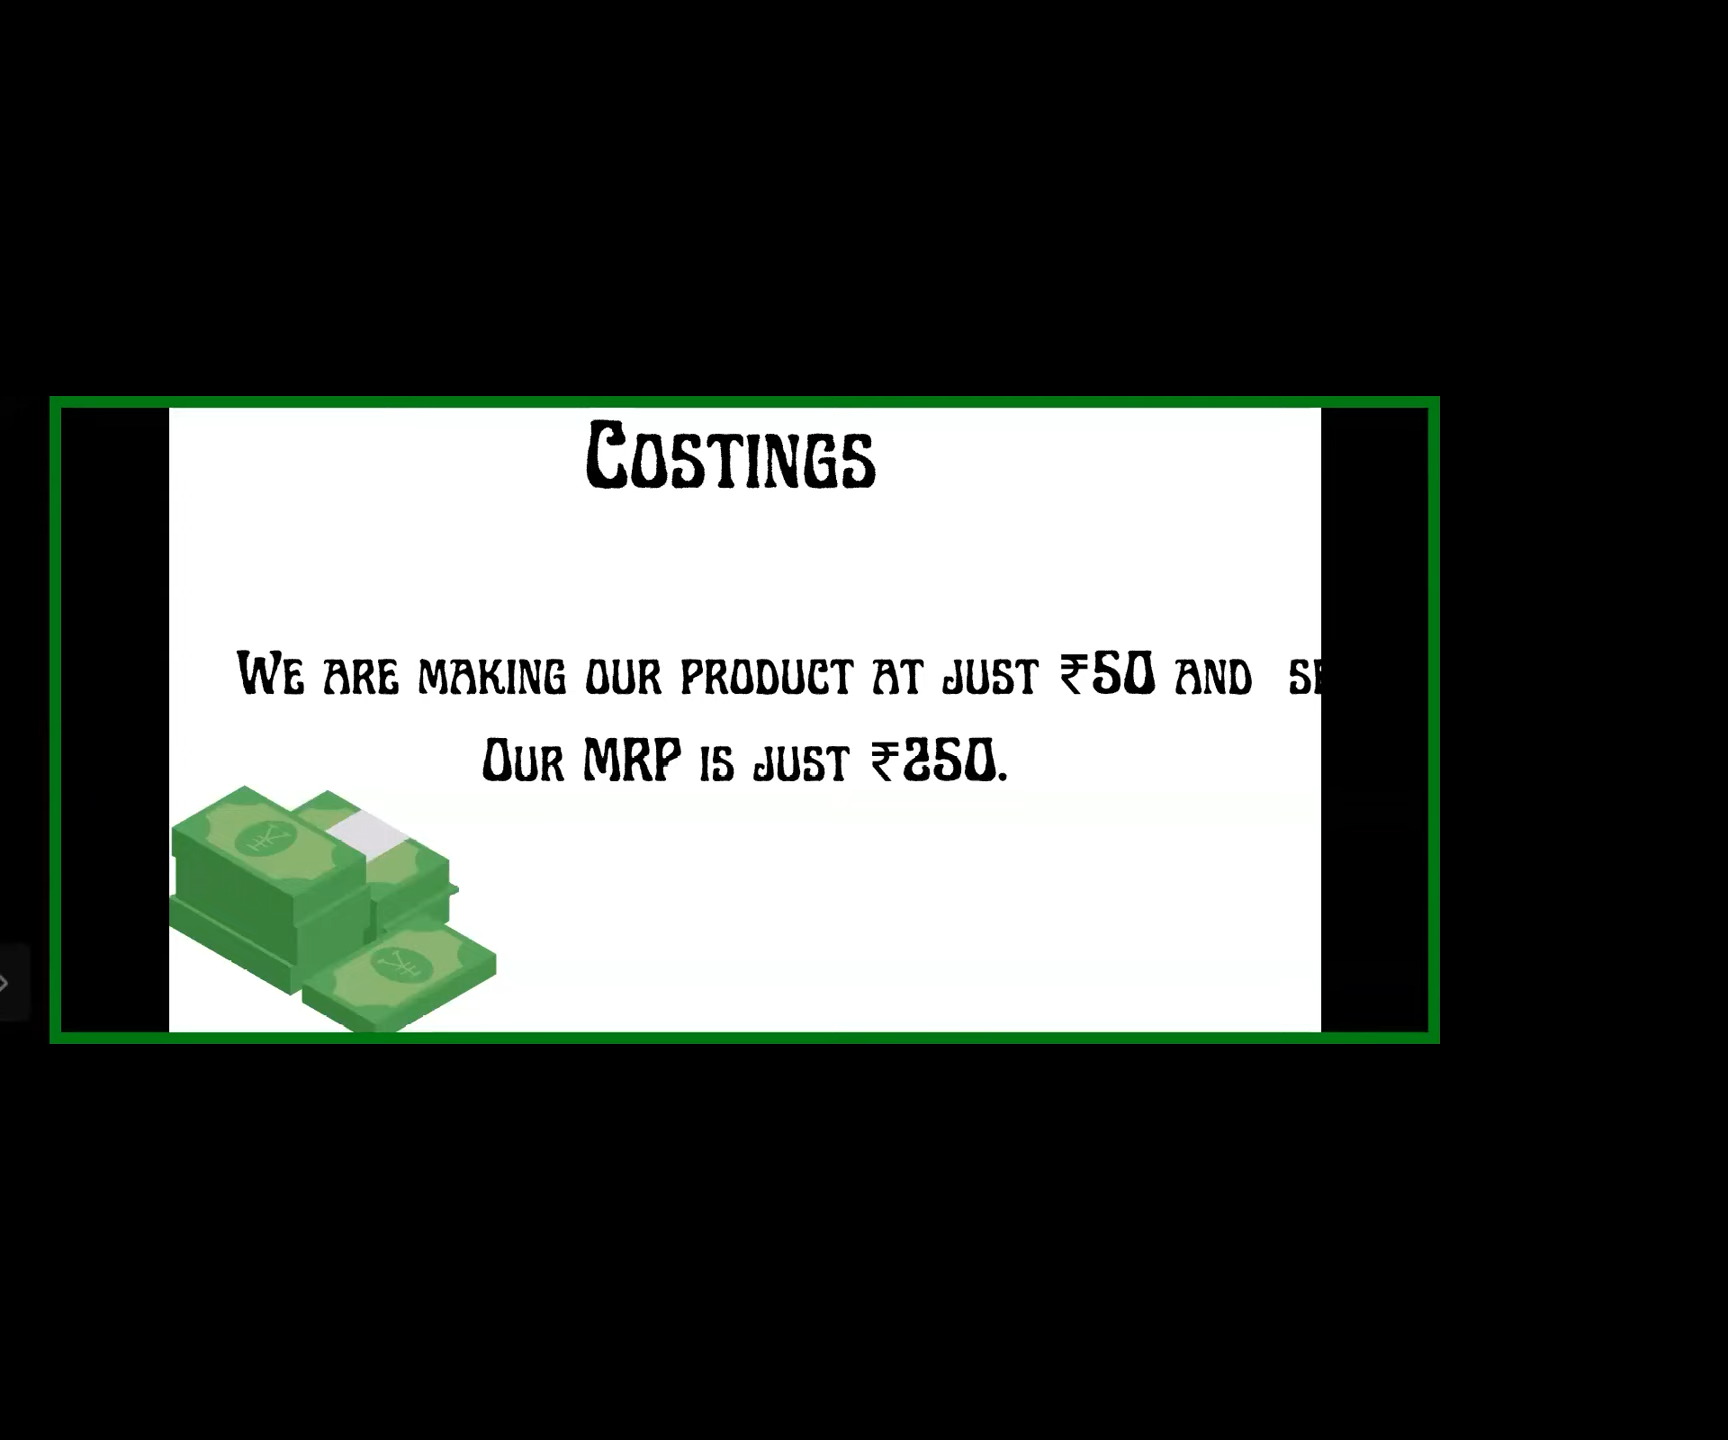 Costings
We are making our product at just ₹50 and
Our MRP is just ₹250.